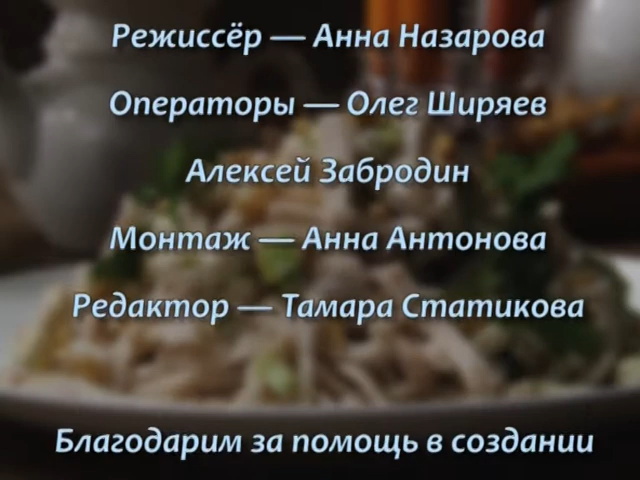 Режиссёр — Анна Назарова
Операторы — Олег Ширяев
Алексей Забродин
Монтаж — Анна Антонова
Редактор — Тамара Статикова
Благодарим за помощь в создании